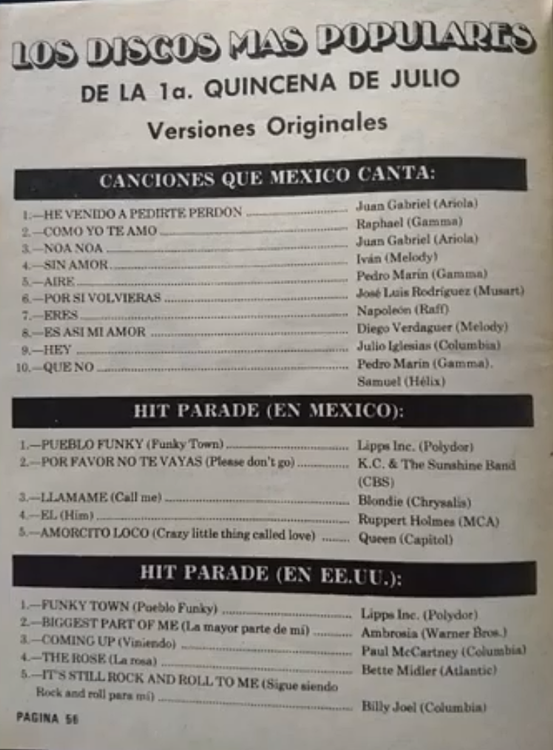 LOS DISCOS MAS POPULARES
DE LA 1a. QUINCENA DE JULIO
Versiones Originales
CANCIONES QUE MEXICO CANTA:
1.—HE VENIDO A PEDIRTE PERDON ........ Juan Gabriel (Ariola)
2.—COMO YO TE AMO ........ Raphael (Gamma)
3.—NOA NOA ........ Juan Gabriel (Ariola)
4.—SIN AMOR ........ Iván (Melody)
5.—AIRE ........ Pedro Marín (Gamma)
6.—POR SI VOLVIERAS ........ José Luis Rodríguez (Musart)
7.—ERES ........ Napoleón (Raff)
8.—ES ASI MI AMOR ........ Diego Verdaguer (Melody)
9.—HEY ........ Julio Iglesias (Columbia)
10.—QUE NO ........ Pedro Marín (Gamma).
Samuel (Hélix)
HIT PARADE (EN MEXICO):
1.—PUEBLO FUNKY (Funky Town) ........ Lipps Inc. (Polydor)
2.—POR FAVOR NO TE VAYAS (Please don't go) ........ K.C. & The Sunshine Band
(CBS)
3.—LLAMAME (Call me) ........ Blondie (Chrysalis)
4.—EL (Him) ........ Ruppert Holmes (MCA)
5.—AMORCITO LOCO (Crazy little thing called love) ........ Queen (Capitol)
HIT PARADE (EN EE.UU.):
1.—FUNKY TOWN (Pueblo Funky) ........ Lipps Inc. (Polydor)
2.—BIGGEST PART OF ME (La mayor parte de mí) ........ Ambrosia (Warner Bros.)
3.—COMING UP (Viniendo) ........ Paul McCartney (Columbia)
4.—THE ROSE (La rosa) ........ Bette Midler (Atlantic)
5.—IT'S STILL ROCK AND ROLL TO ME (Sigue siendo
Rock and roll para mí) ........ Billy Joel (Columbia)
PAGINA 56